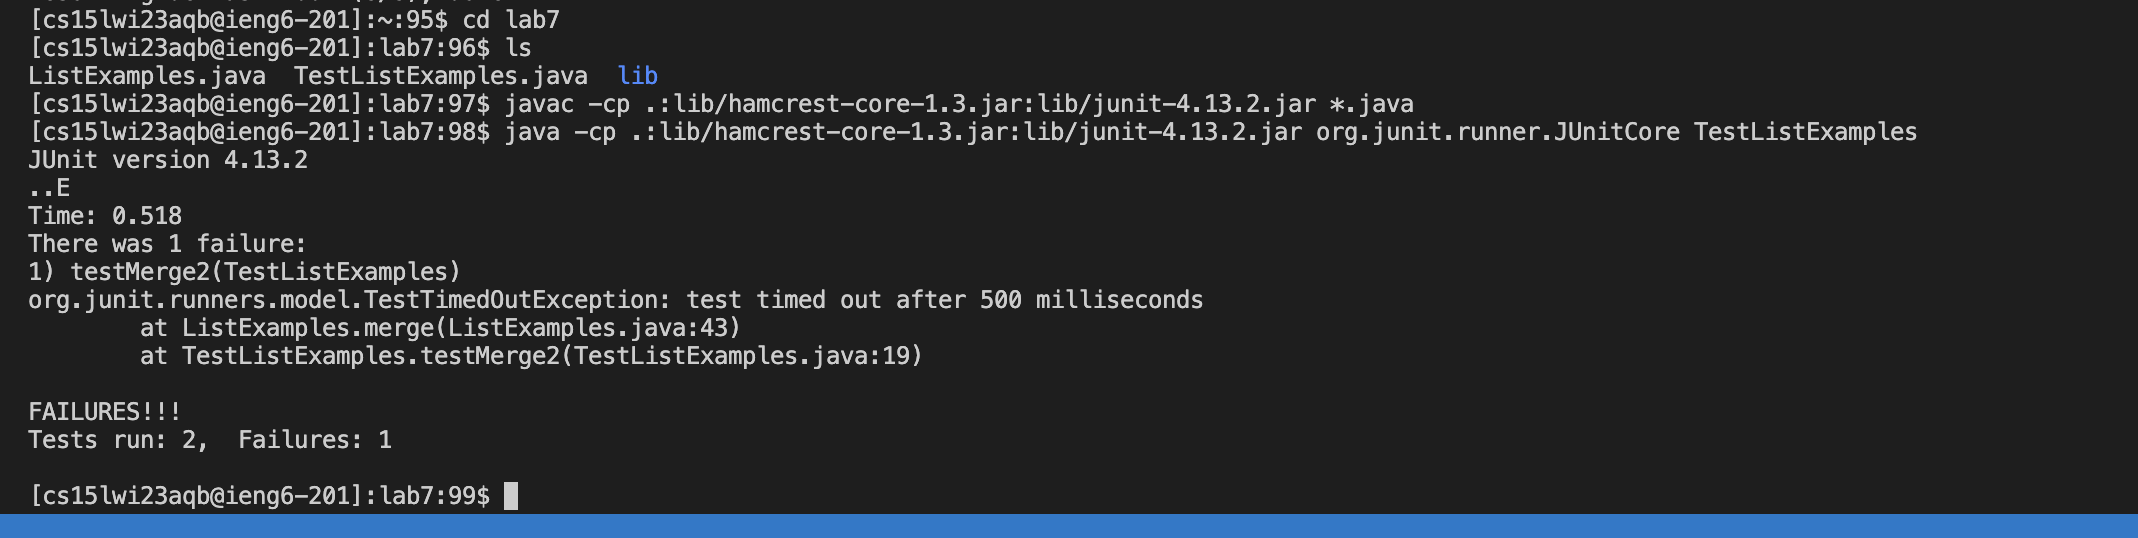 [cs15lwi23aqb@ieng6-201]:~:95$ cd lab7
[cs15lwi23aqb@ieng6-201]:lab7:96$ ls
ListExamples.java  TestListExamples.java  lib
[cs15lwi23aqb@ieng6-201]:lab7:97$ javac -cp .:lib/hamcrest-core-1.3.jar:lib/junit-4.13.2.jar *.java
[cs15lwi23aqb@ieng6-201]:lab7:98$ java -cp .:lib/hamcrest-core-1.3.jar:lib/junit-4.13.2.jar org.junit.runner.JUnitCore TestListExamples
JUnit version 4.13.2
..E
Time: 0.518
There was 1 failure:
1) testMerge2(TestListExamples)
org.junit.runners.model.TestTimedOutException: test timed out after 500 milliseconds
        at ListExamples.merge(ListExamples.java:43)
        at TestListExamples.testMerge2(TestListExamples.java:19)
FAILURES!!!
Tests run: 2,  Failures: 1
[cs15lwi23aqb@ieng6-201]:lab7:99$